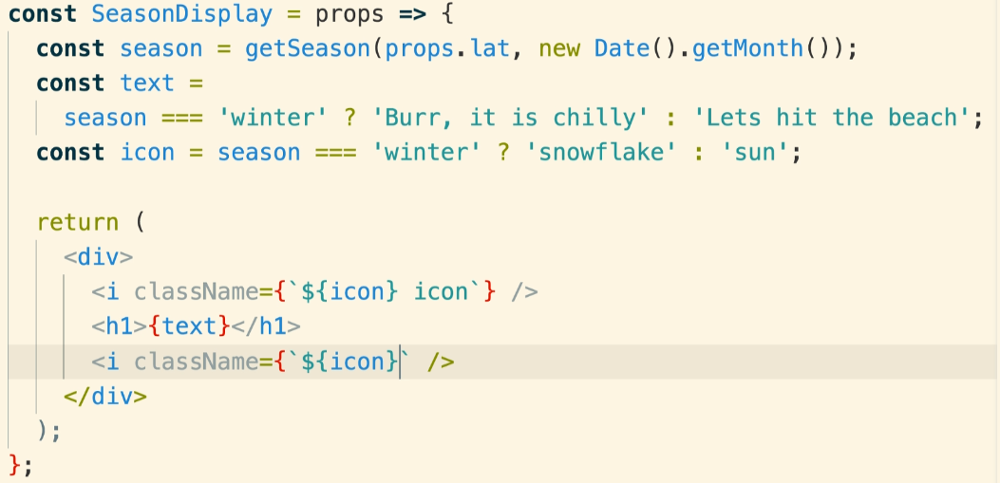 const SeasonDisplay = props => {
  const season = getSeason(props.lat, new Date().getMonth());
  const text =
    season === 'winter' ? 'Burr, it is chilly' : 'Lets hit the beach';
  const icon = season === 'winter' ? 'snowflake' : 'sun';

  return (
    <div>
      <i className={`${icon} icon`} />
      <h1>{text}</h1>
      <i className={`${icon}` />
    </div>
  );
};